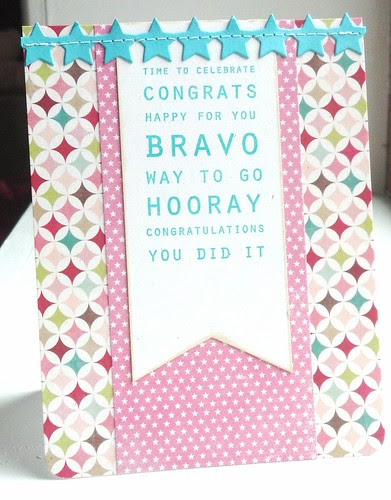 TIME TO CELEBRATE
CONGRATS
HAPPY FOR YOU
BRAVO
WAY TO GO
HOORAY
CONGRATULATIONS
YOU DID IT